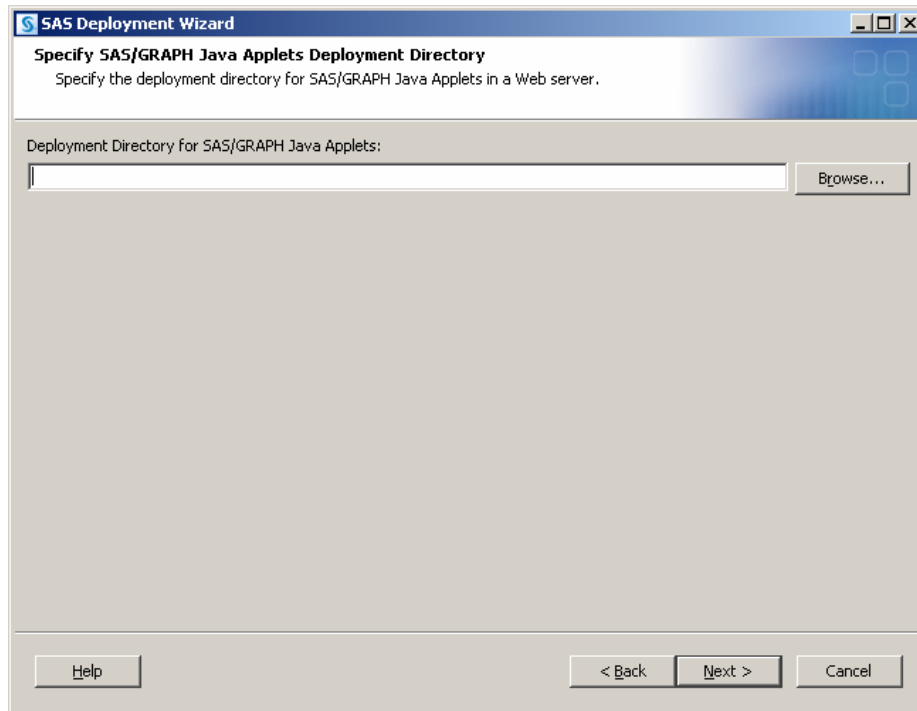 SAS Deployment Wizard
Specify SAS/GRAPH Java Applets Deployment Directory
Specify the deployment directory for SAS/GRAPH Java Applets in a Web server.
Deployment Directory for SAS/GRAPH Java Applets:
Browse...
Help
< Back
Next >
Cancel